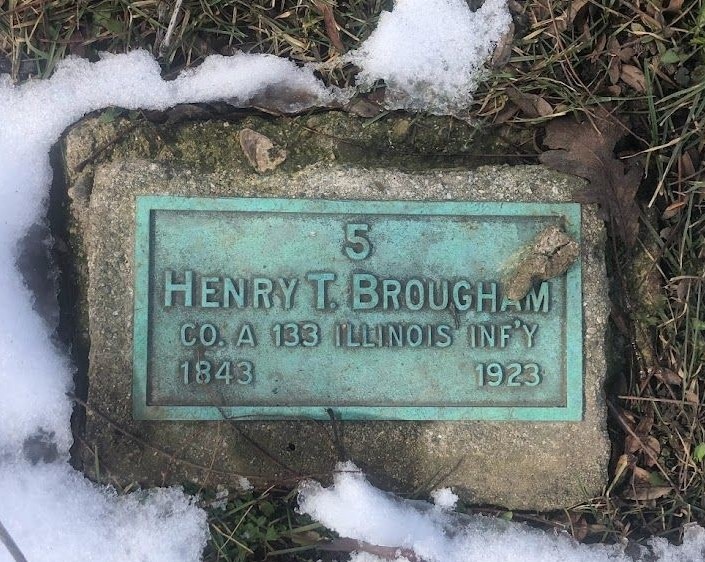 5
HENRY T. BROUGHAM
CO. A 133 ILLINOIS INF'Y
1843 1923